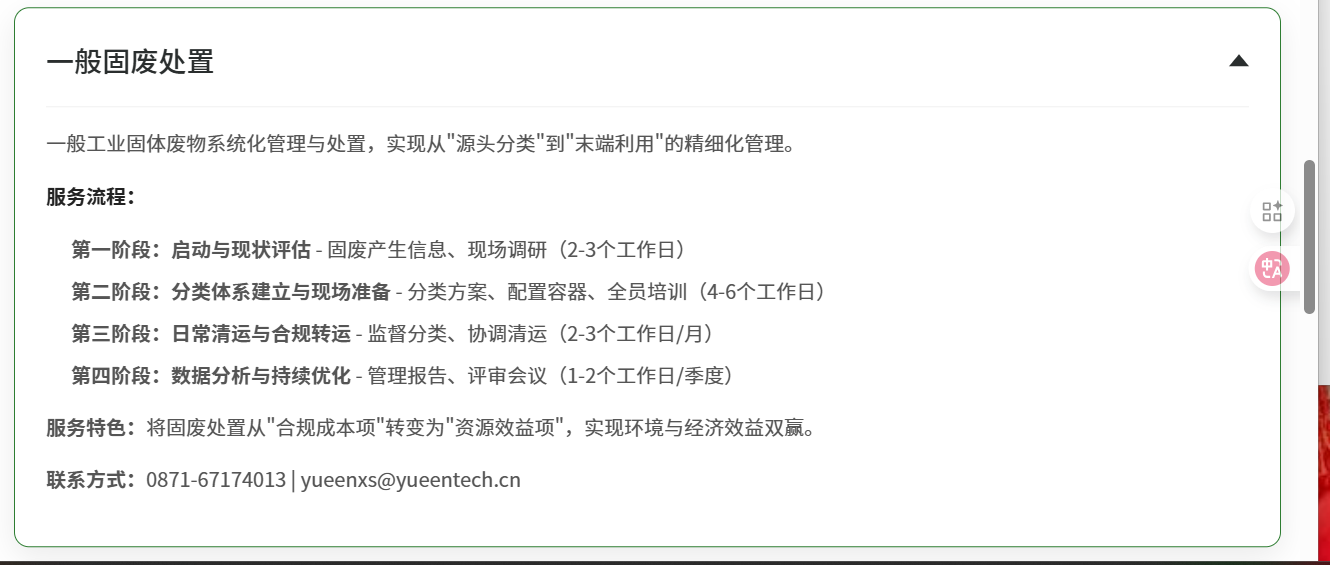 一般固废处置
一般工业固体废物系统化管理与处置，实现从"源头分类"到"末端利用"的精细化管理。
服务流程：
第一阶段：启动与现状评估 - 固废产生信息、现场调研（2-3个工作日）
第二阶段：分类体系建立与现场准备 - 分类方案、配置容器、全员培训（4-6个工作日）
第三阶段：日常清运与合规转运 - 监督分类、协调清运（2-3个工作日/月）
第四阶段：数据分析与持续优化 - 管理报告、评审会议（1-2个工作日/季度）
服务特色：将固废处置从"合规成本项"转变为"资源效益项"，实现环境与经济效益双赢。
联系方式：0871-67174013 | yueenxs@yueentech.cn
中A